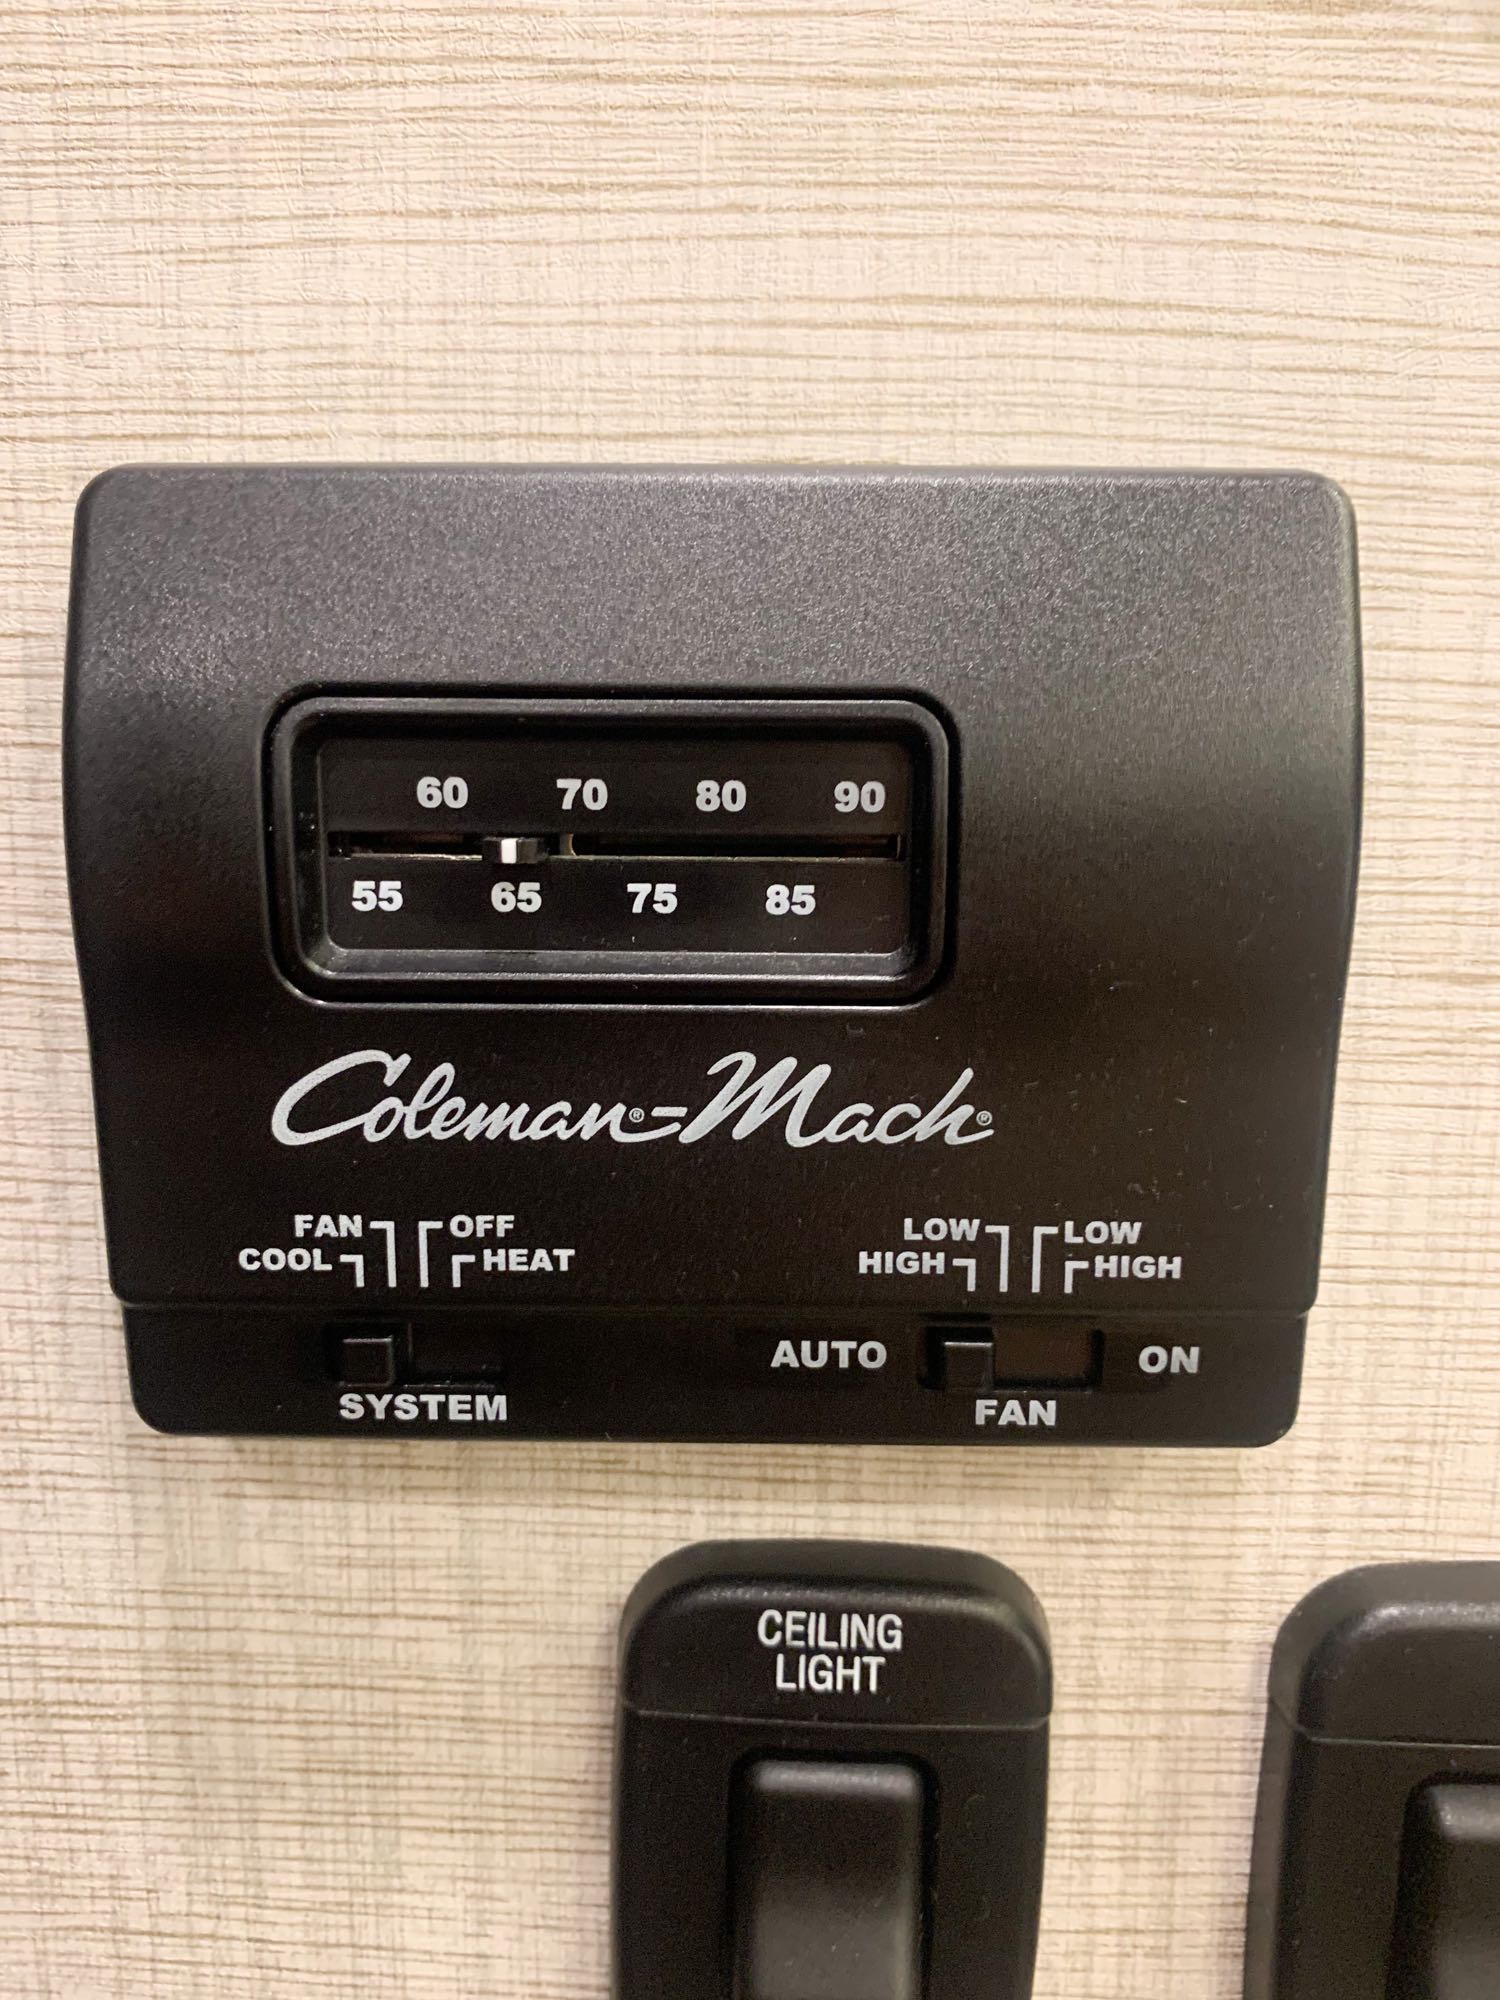 60 70 80 90
55 65 75 85
Coleman®-Mach®
FAN OFF
COOL HEAT
LOW LOW
HIGH HIGH
AUTO ON
SYSTEM FAN
CEILING
LIGHT